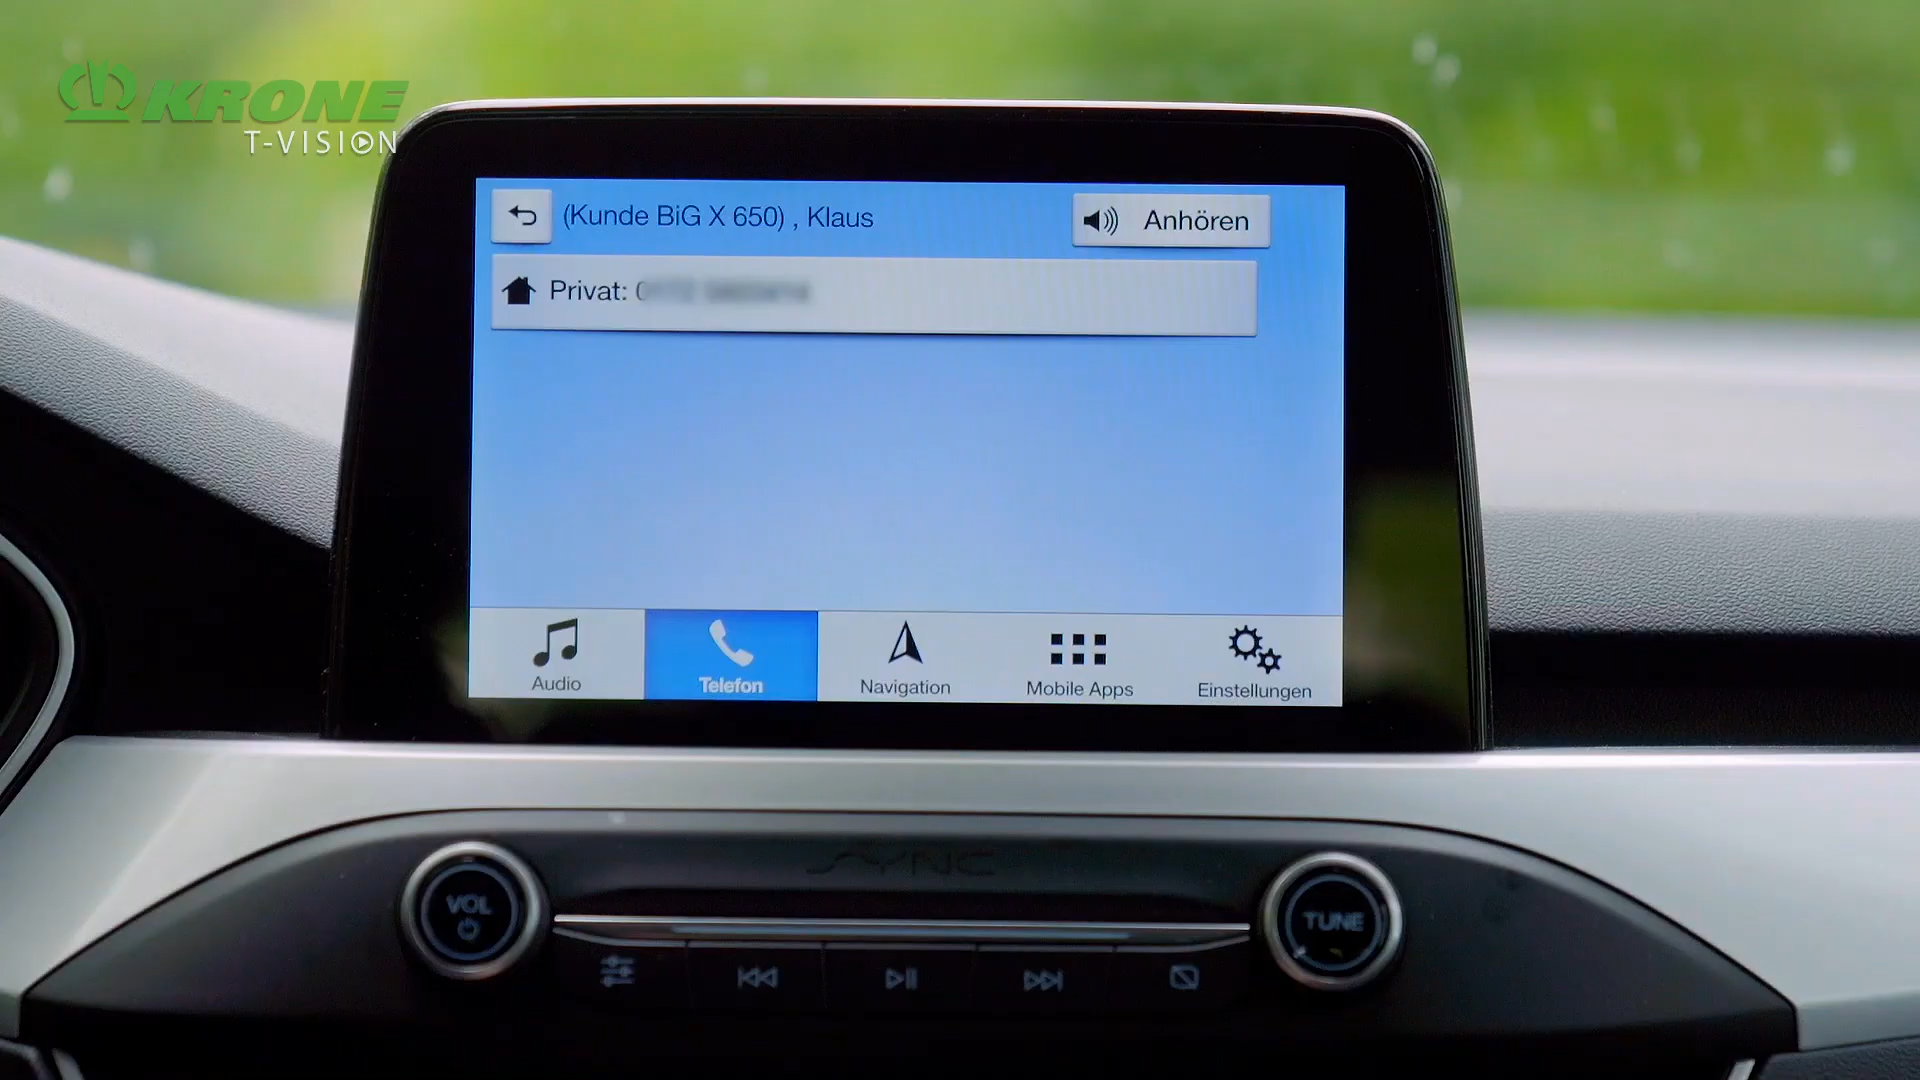 KRONE
T-VISION
(Kunde BiG X 650) , Klaus
Anhören
Privat:
Audio
Telefon
Navigation
Mobile Apps
Einstellungen
SYNC
VOL
TUNE